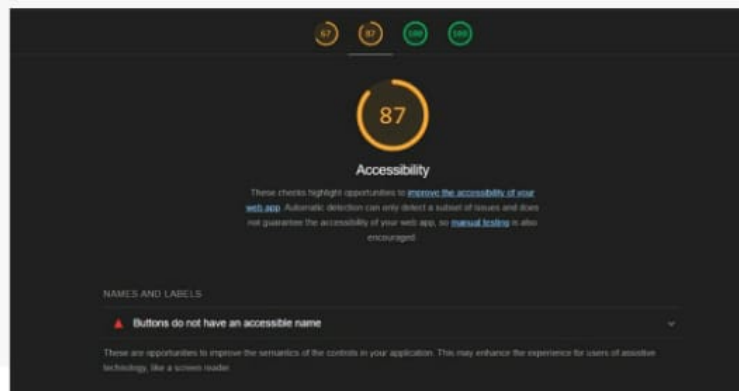 67 87 100 100
87
Accessibility
These checks highlight opportunities to improve the accessibility of your
web app. Automatic detection can only detect a subset of issues and does
not guarantee the accessibility of your web app, so manual testing is also
encouraged.
NAMES AND LABELS
Buttons do not have an accessible name
These are opportunities to improve the semantics of the controls in your application. This may enhance the experience for users of assistive
technology, like a screen reader.